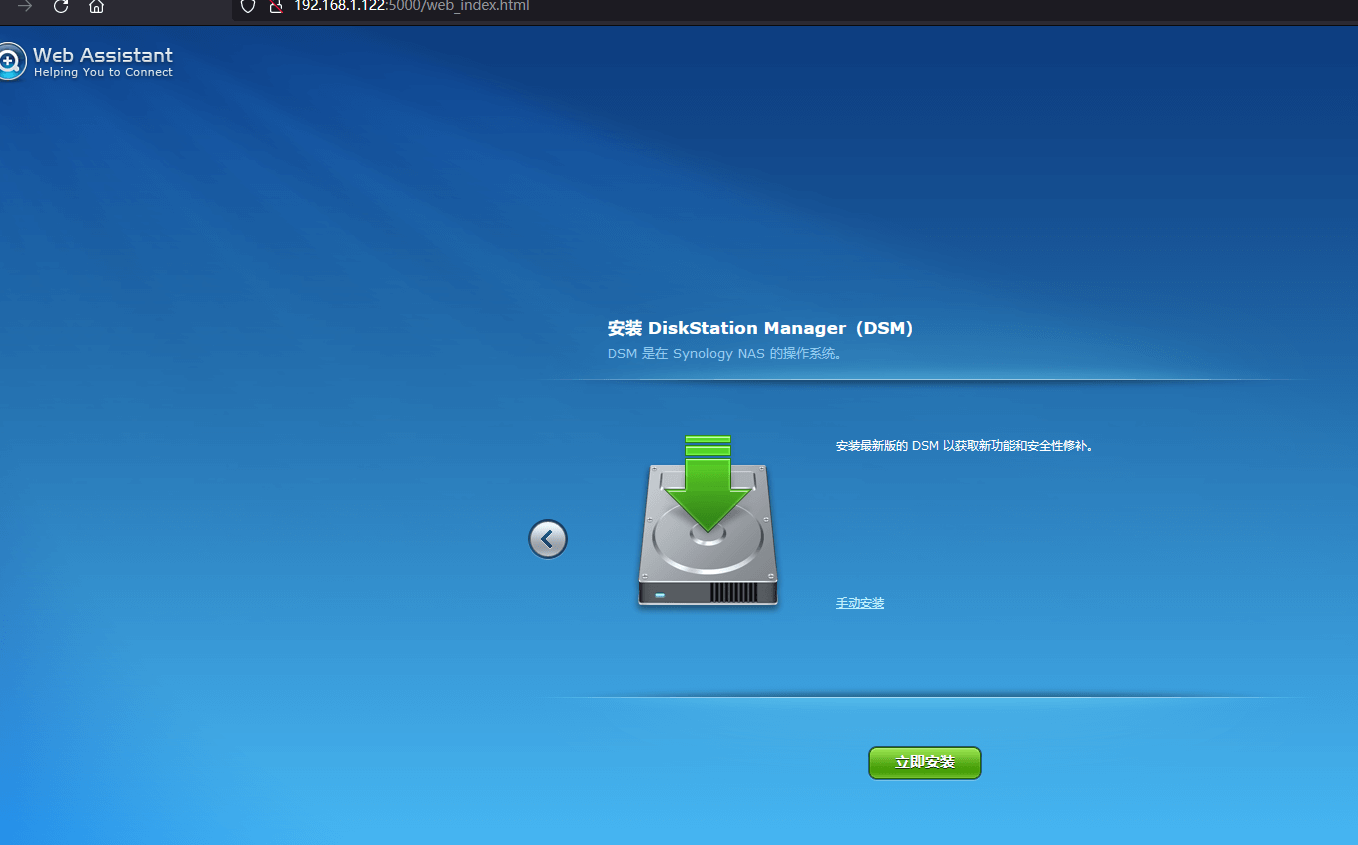 192.168.1.122:5000/web_index.html
Web Assistant
Helping You to Connect
安装 DiskStation Manager（DSM）
DSM 是在 Synology NAS 的操作系统。
安装最新版的 DSM 以获取新功能和安全性修补。
手动安装
立即安装